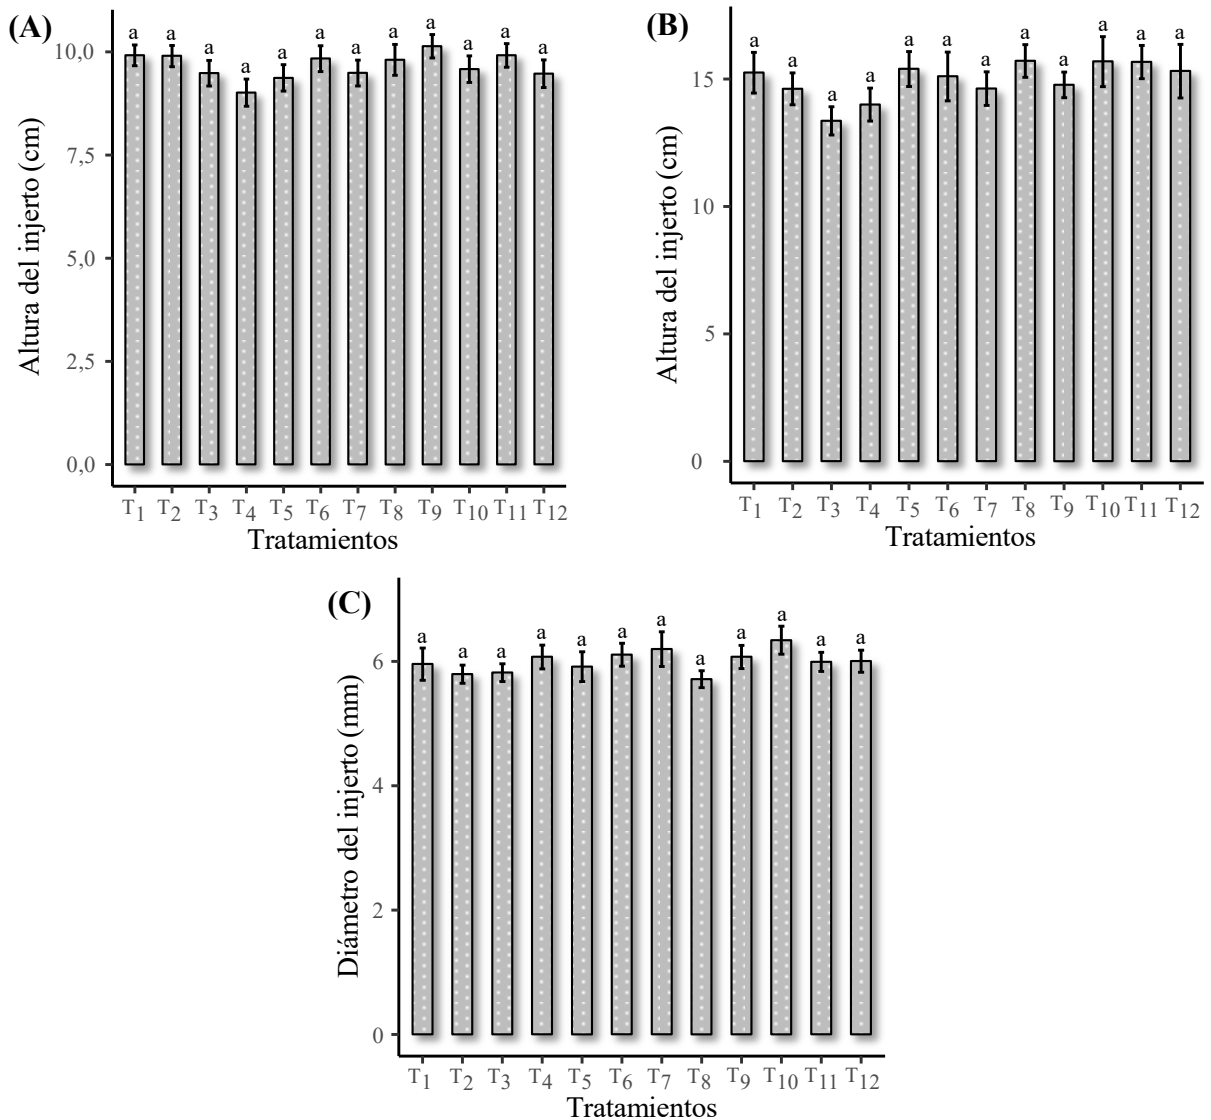 (A)
a a a a a a a a a a a a
10,0
7,5
5,0
2,5
0,0
Altura del injerto (cm)
T1 T2 T3 T4 T5 T6 T7 T8 T9 T10 T11 T12
Tratamientos
(B)
a a a a a a a a a a a a
15
10
5
0
Altura del injerto (cm)
T1 T2 T3 T4 T5 T6 T7 T8 T9 T10 T11 T12
Tratamientos
(C)
a a a a a a a a a a a a
6
4
2
0
Diámetro del injerto (mm)
T1 T2 T3 T4 T5 T6 T7 T8 T9 T10 T11 T12
Tratamientos